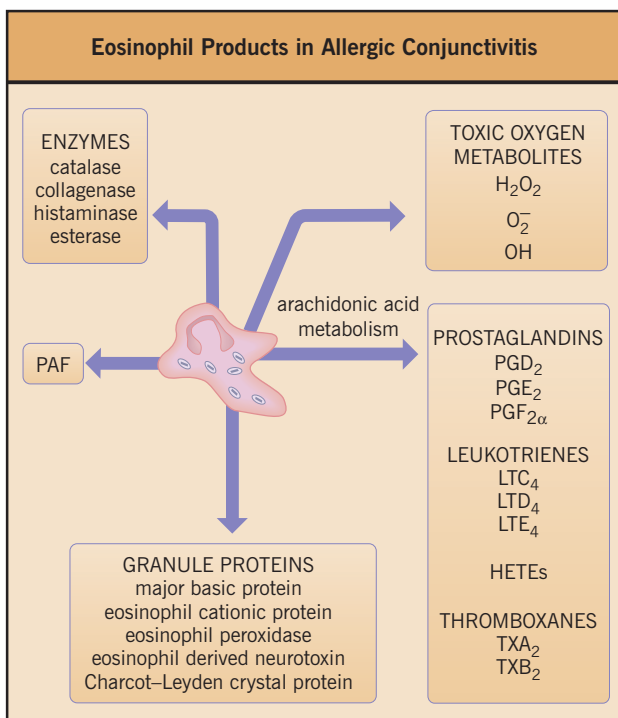 Eosinophil Products in Allergic Conjunctivitis
ENZYMES
catalase
collagenase
histaminase
esterase
TOXIC OXYGEN
METABOLITES
H₂O₂
O₂⁻
OH
arachidonic acid
metabolism
PAF
PROSTAGLANDINS
PGD₂
PGE₂
PGF₂α
LEUKOTRIENES
LTC₄
LTD₄
LTE₄
HETEs
THROMBOXANES
TXA₂
TXB₂
GRANULE PROTEINS
major basic protein
eosinophil cationic protein
eosinophil peroxidase
eosinophil derived neurotoxin
Charcot–Leyden crystal protein